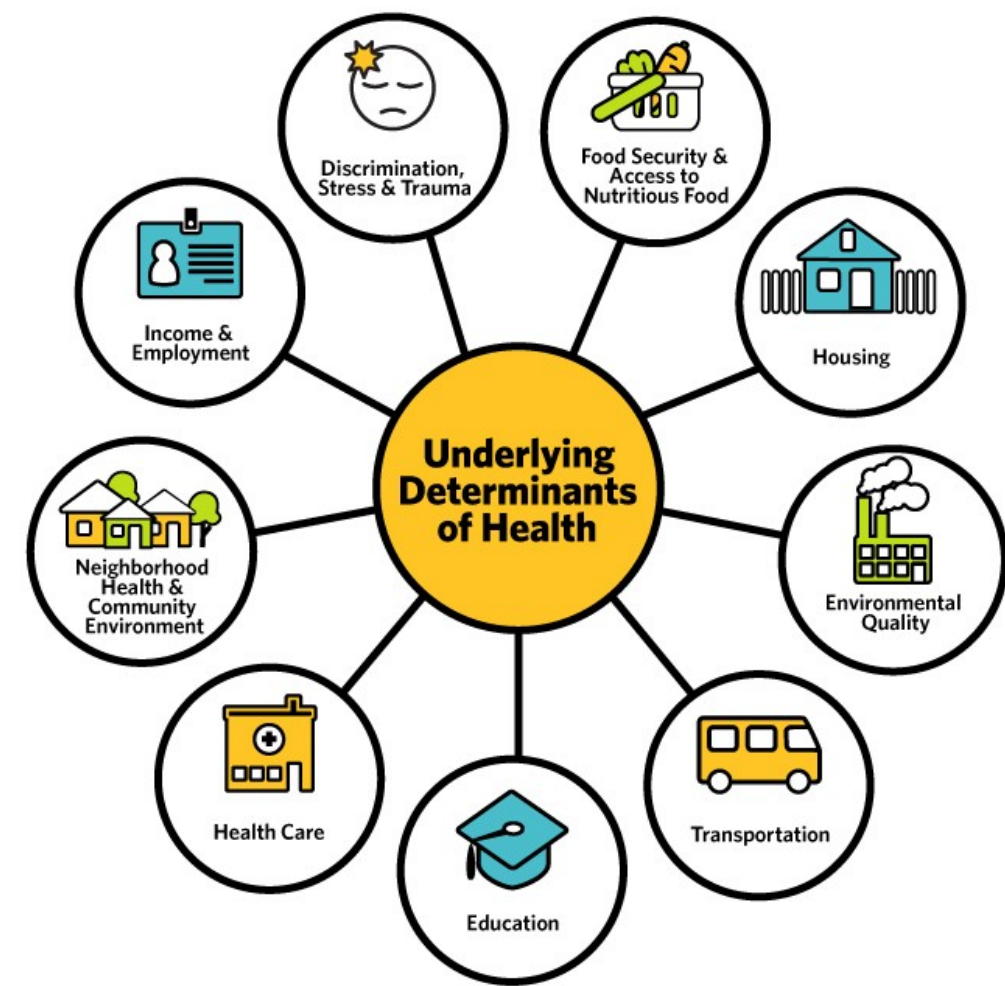 Underlying
Determinants
of Health
Discrimination,
Stress & Trauma
Food Security &
Access to
Nutritious Food
Housing
Environmental
Quality
Transportation
Education
Health Care
Neighborhood
Health &
Community
Environment
Income &
Employment